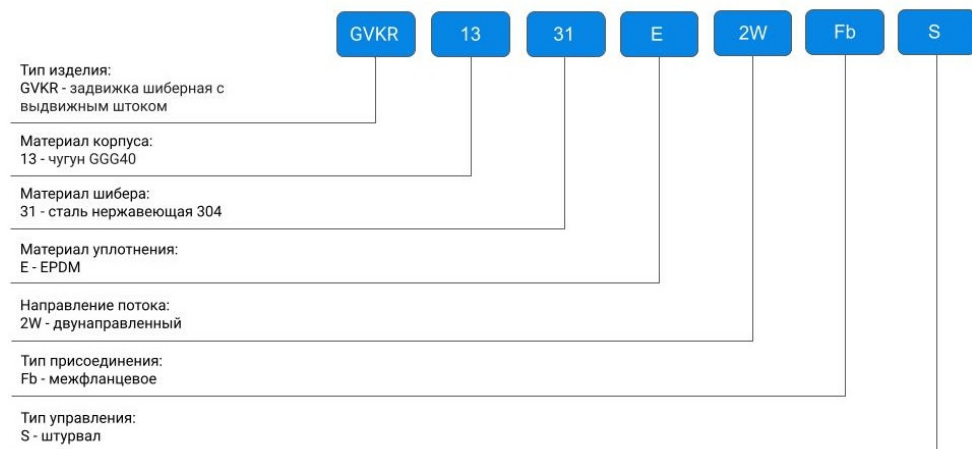 GVKR 13 31 E 2W Fb S
Тип изделия:
GVKR - задвижка шиберная с
выдвижным штоком
Материал корпуса:
13 - чугун GGG40
Материал шибера:
31 - сталь нержавеющая 304
Материал уплотнения:
E - EPDM
Направление потока:
2W - двунаправленный
Тип присоединения:
Fb - межфланцевое
Тип управления:
S - штурвал